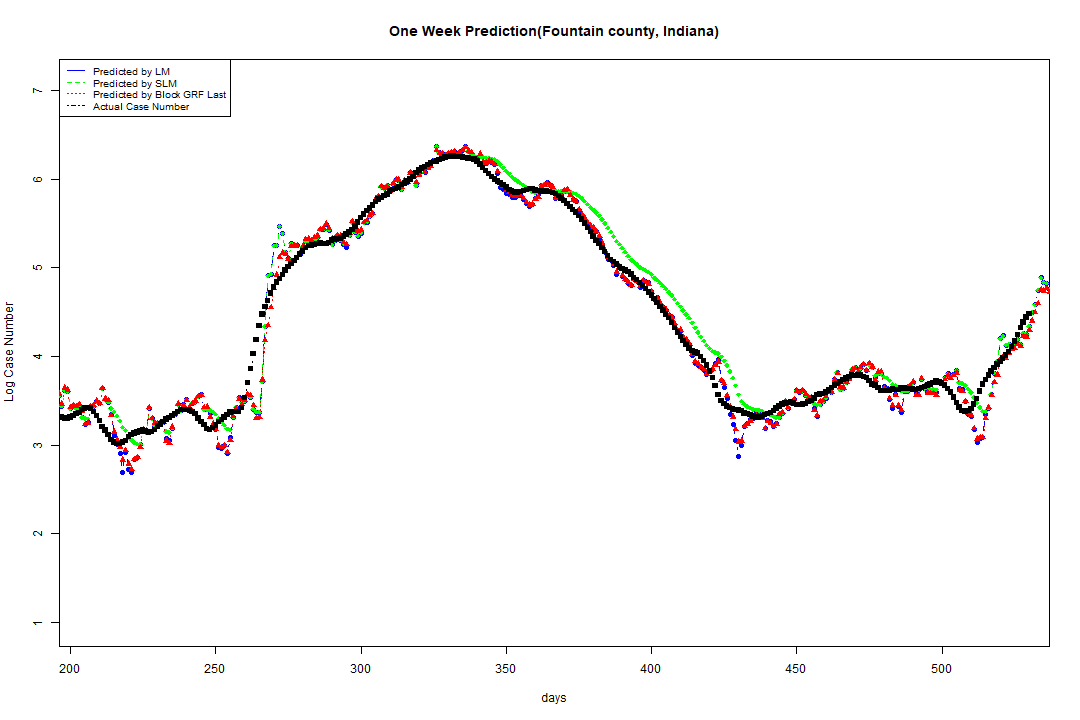 One Week Prediction(Fountain county, Indiana)
Predicted by LM
Predicted by SLM
Predicted by Block GRF Last
Actual Case Number
7
6
5
4
3
2
1
Log Case Number
200 250 300 350 400 450 500
days